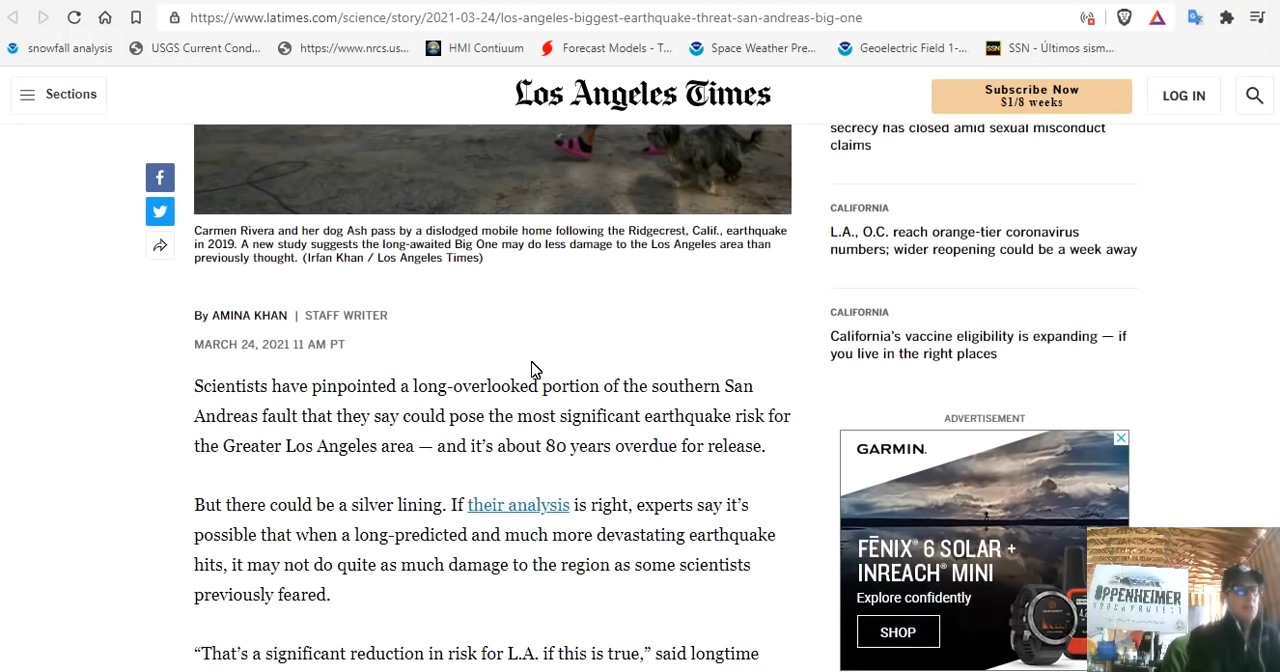 https://www.latimes.com/science/story/2021-03-24/los-angeles-biggest-earthquake-threat-san-andreas-big-one
snowfall analysis
USGS Current Cond...
https://www.nrcs.us...
HMI Contiuum
Forecast Models - T...
Space Weather Pre...
Geoelectric Field 1-...
SSN
SSN - Últimos sism...
Sections
Los Angeles Times
Subscribe Now
$1/8 weeks
LOG IN
secrecy has closed amid sexual misconduct
claims
Carmen Rivera and her dog Ash pass by a dislodged mobile home following the Ridgecrest, Calif., earthquake
in 2019. A new study suggests the long-awaited Big One may do less damage to the Los Angeles area than
previously thought. (Irfan Khan / Los Angeles Times)
CALIFORNIA
L.A., O.C. reach orange-tier coronavirus
numbers; wider reopening could be a week away
By AMINA KHAN | STAFF WRITER
MARCH 24, 2021 11 AM PT
CALIFORNIA
California's vaccine eligibility is expanding — if
you live in the right places
Scientists have pinpointed a long-overlooked portion of the southern San
Andreas fault that they say could pose the most significant earthquake risk for
the Greater Los Angeles area — and it's about 80 years overdue for release.
But there could be a silver lining. If their analysis is right, experts say it's
possible that when a long-predicted and much more devastating earthquake
hits, it may not do quite as much damage to the region as some scientists
previously feared.
"That's a significant reduction in risk for L.A. if this is true," said longtime
ADVERTISEMENT
GARMIN.
FĒNIX® 6 SOLAR +
INREACH® MINI
Explore confidently
SHOP
OPPENHEIMER